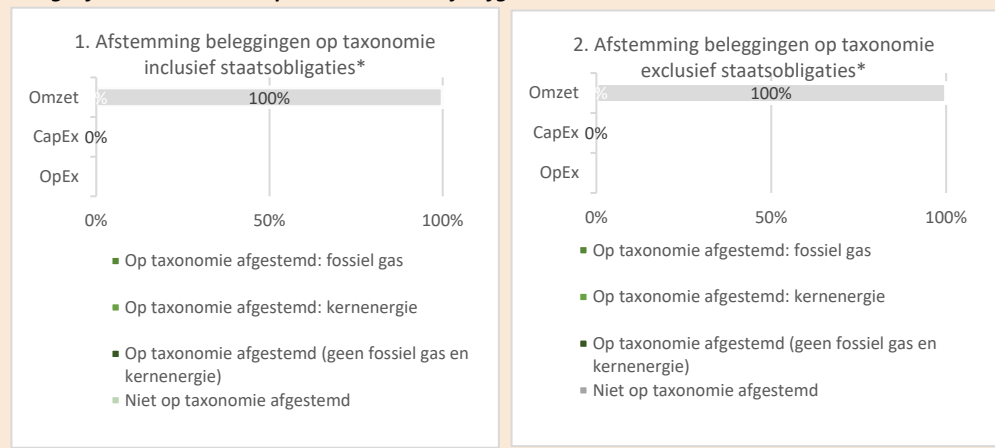 1. Afstemming beleggingen op taxonomie
inclusief staatsobligaties*
Omzet
%
100%
CapEx
0%
OpEx
0%
50%
100%
Op taxonomie afgestemd: fossiel gas
Op taxonomie afgestemd: kernenergie
Op taxonomie afgestemd (geen fossiel gas en
kernenergie)
Niet op taxonomie afgestemd
2. Afstemming beleggingen op taxonomie
exclusief staatsobligaties*
Omzet
%
100%
CapEx
0%
OpEx
0%
50%
100%
Op taxonomie afgestemd: fossiel gas
Op taxonomie afgestemd: kernenergie
Op taxonomie afgestemd (geen fossiel gas en
kernenergie)
Niet op taxonomie afgestemd